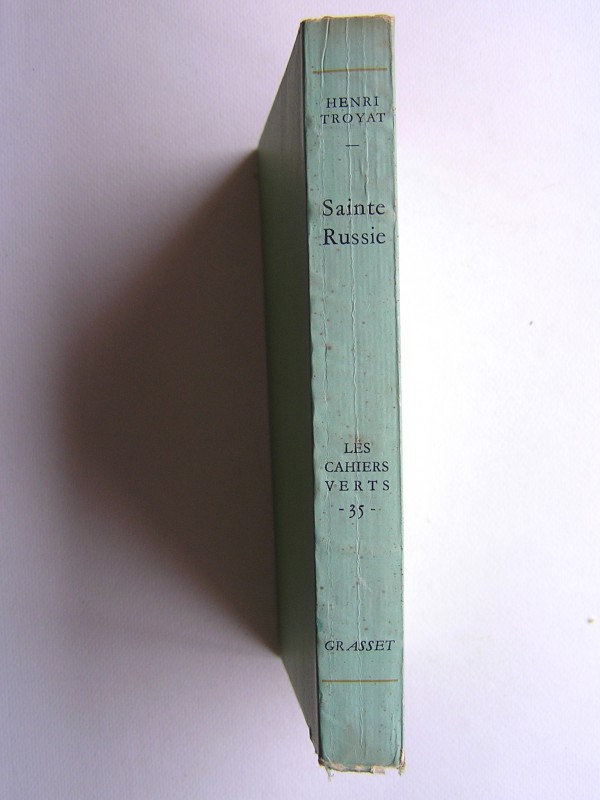 HENRI
TROYAT
—
Sainte
Russie
LES
CAHIERS
VERTS
- 35 -
GRASSET